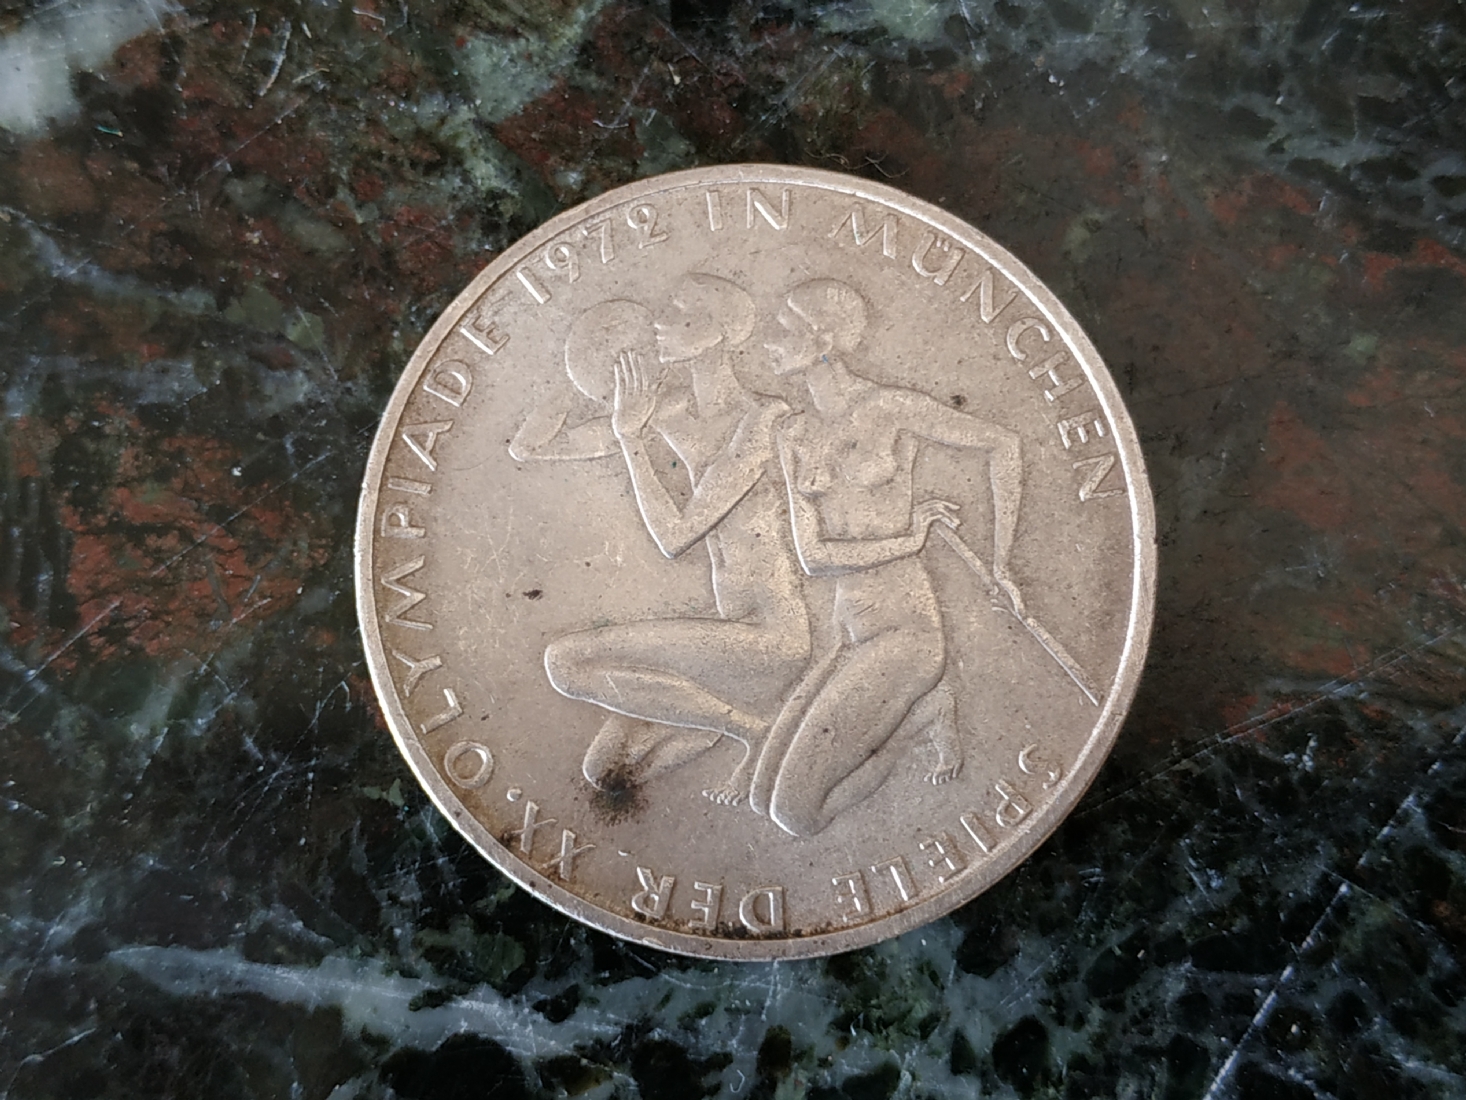 SPIELE DER XX. OLYMPIADE 1972 IN MÜNCHEN